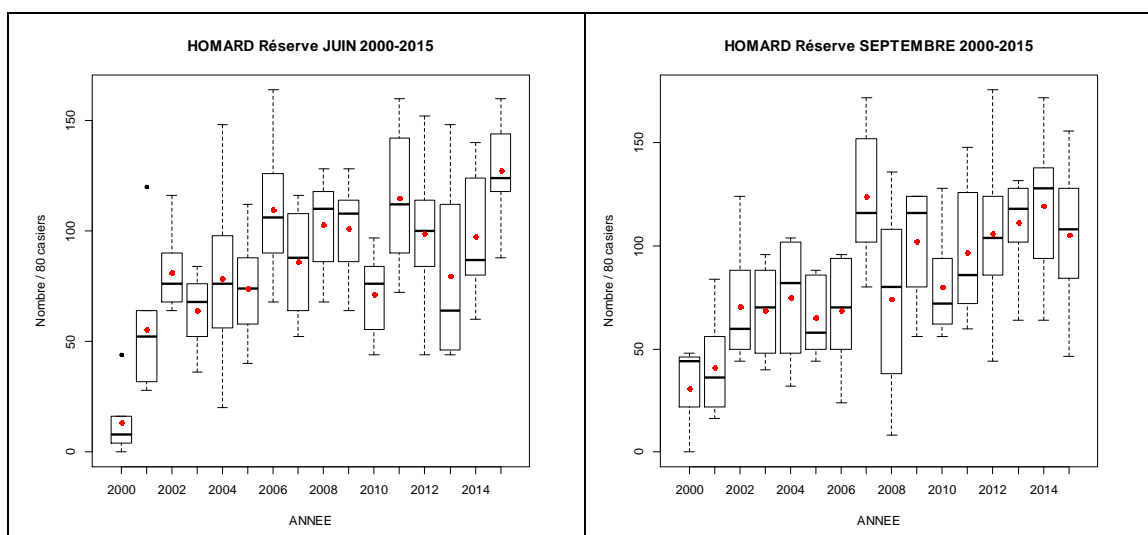 HOMARD Réserve JUIN 2000-2015
Nombre / 80 casiers
150
100
50
0
2000 2002 2004 2006 2008 2010 2012 2014
ANNEE
HOMARD Réserve SEPTEMBRE 2000-2015
Nombre / 80 casiers
150
100
50
0
2000 2002 2004 2006 2008 2010 2012 2014
ANNEE